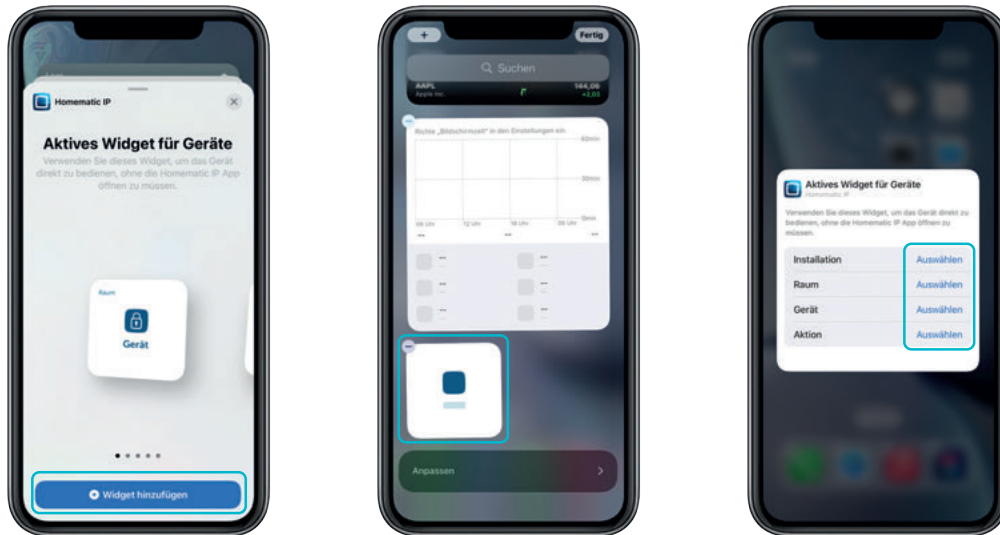 Homematic IP
Aktives Widget für Geräte
Verwenden Sie dieses Widget, um das Gerät
direkt zu bedienen, ohne die Homematic IP App
öffnen zu müssen.
Raum
Gerät
Widget hinzufügen
Fertig
Suchen
AAPL 144,06
Apple Inc. +2,03
Richte „Bildschirmzeit“ in den Einstellungen ein.
60min
30min
0min
06 Uhr 12 Uhr 18 Uhr
-- -- --
-- --
-- --
-- --
Anpassen
Aktives Widget für Geräte
Homematic IP
Verwenden Sie dieses Widget, um das Gerät direkt zu
bedienen, ohne die Homematic IP App öffnen zu
müssen.
Installation Auswählen
Raum Auswählen
Gerät Auswählen
Aktion Auswählen